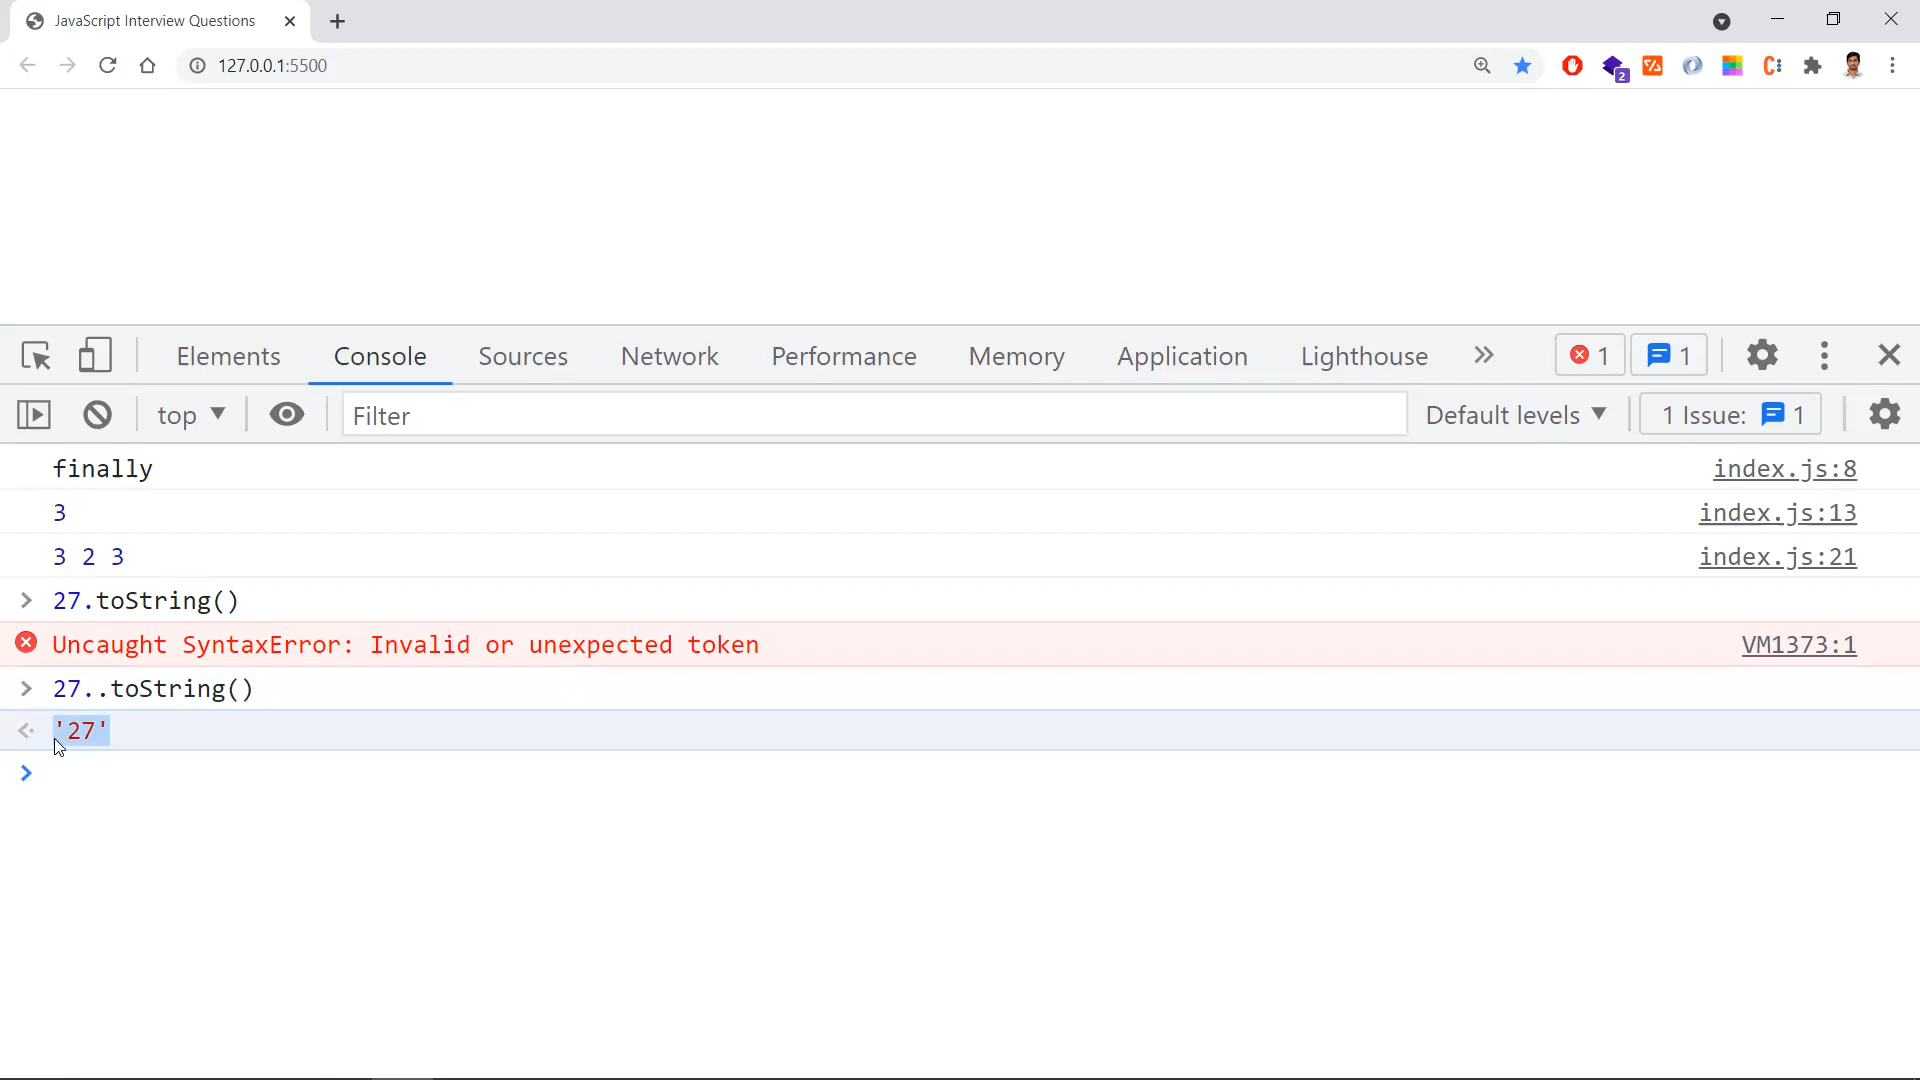 JavaScript Interview Questions
127.0.0.1:5500
2
Elements Console Sources Network Performance Memory Application Lighthouse 1 1
top Filter Default levels 1 Issue: 1
finally index.js:8
3 index.js:13
3 2 3 index.js:21
27.toString()
Uncaught SyntaxError: Invalid or unexpected token VM1373:1
27..toString()
'27'